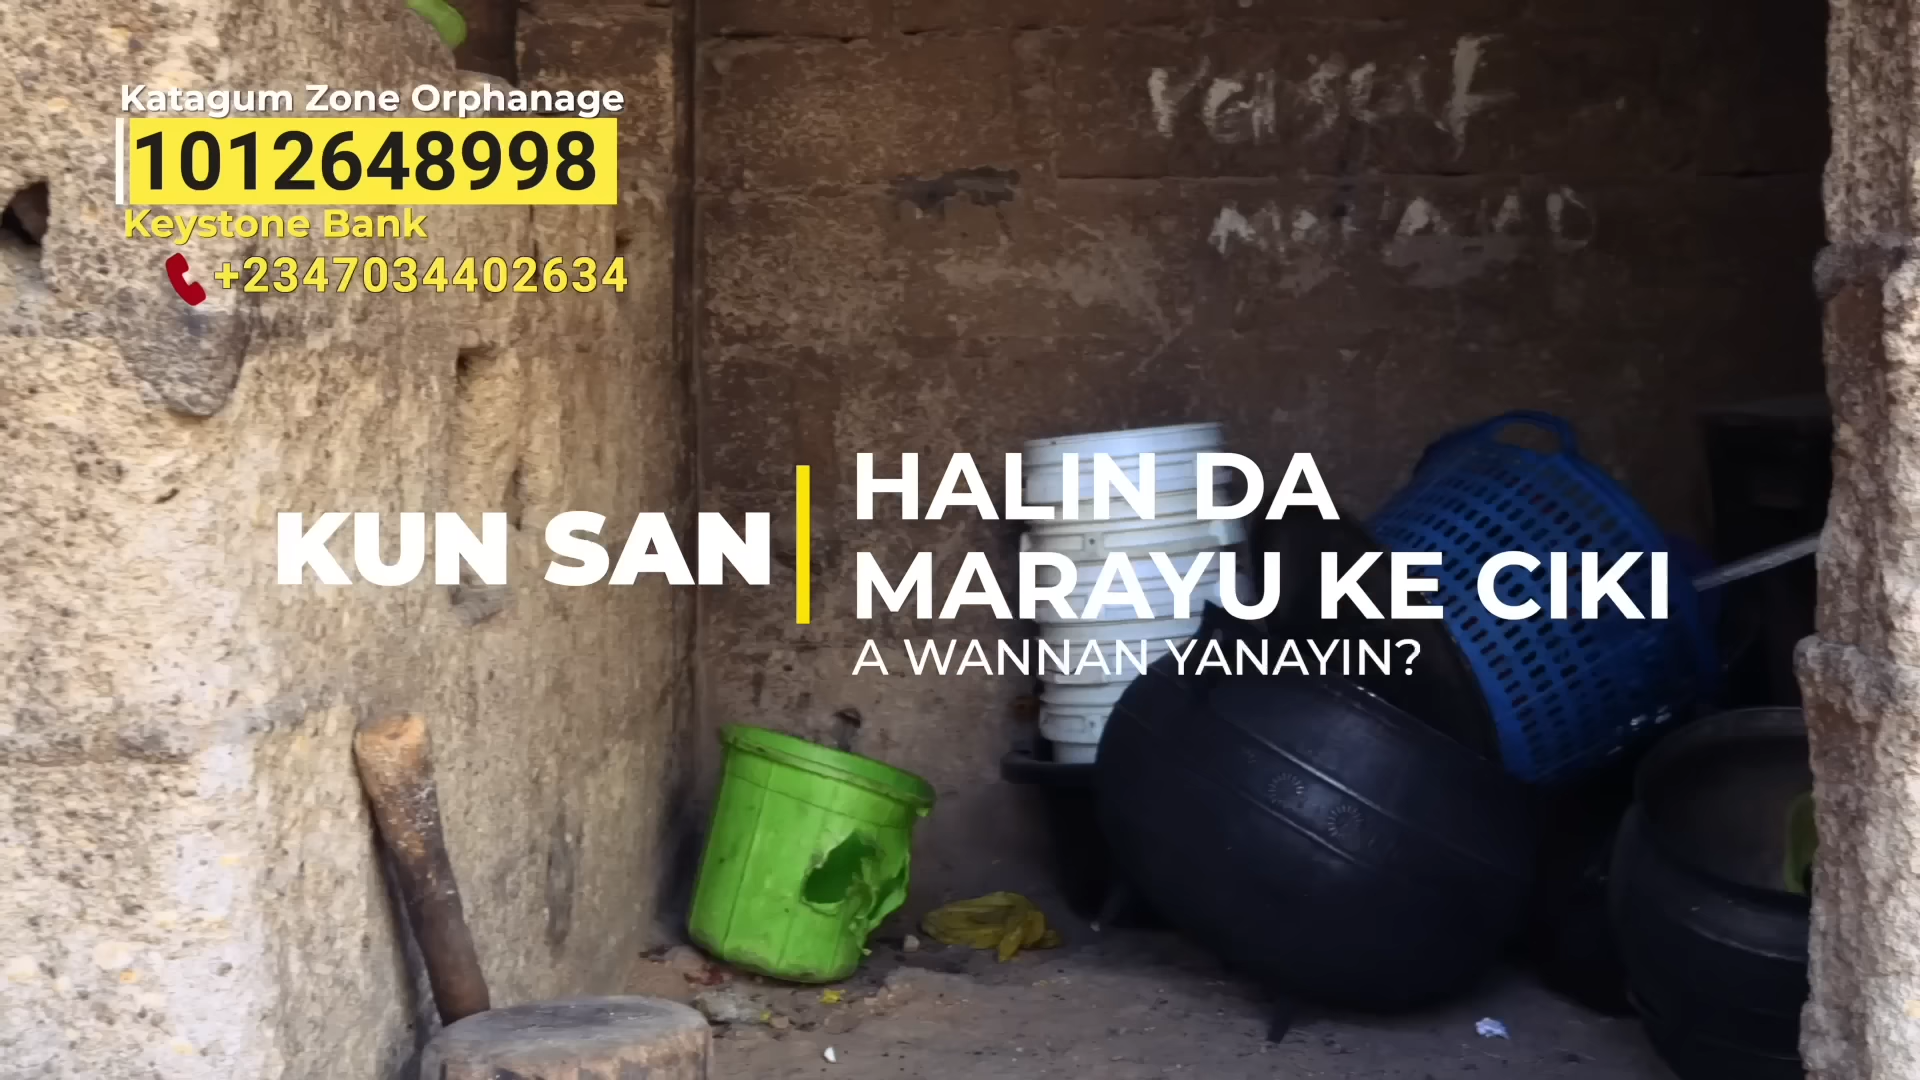 Katagum Zone Orphanage
1012648998
Keystone Bank
+2347034402634
KUN SAN
HALIN DA
MARAYU KE CIKI
A WANNAN YANAYIN?